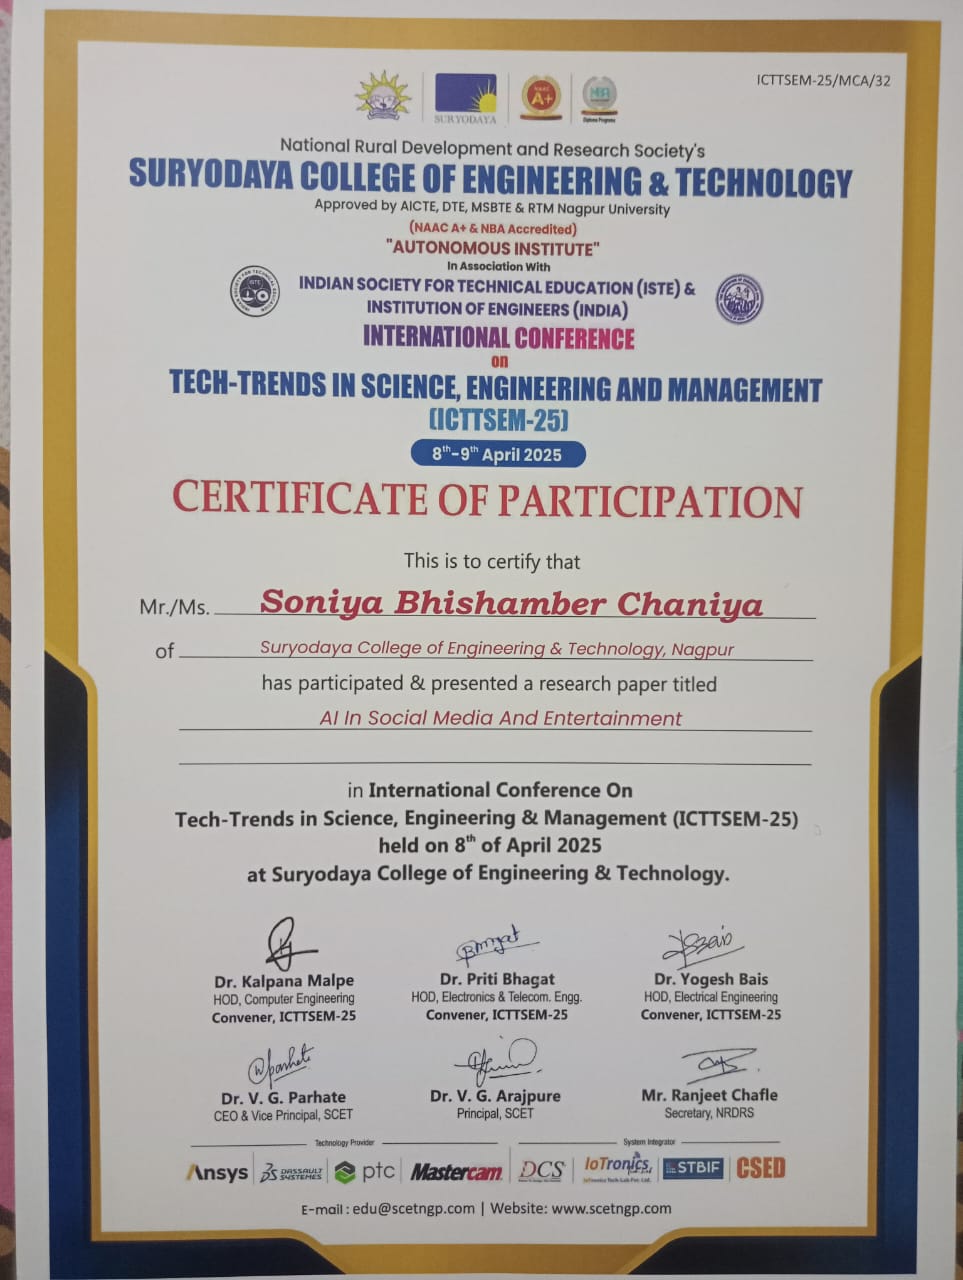 ICTTSEM-25/MCA/32
SURYODAYA
NAAC
A+
NBA
Diploma Programs
National Rural Development and Research Society's
SURYODAYA COLLEGE OF ENGINEERING & TECHNOLOGY
Approved by AICTE, DTE, MSBTE & RTM Nagpur University
(NAAC A+ & NBA Accredited)
"AUTONOMOUS INSTITUTE"
In Association With
INDIAN SOCIETY FOR TECHNICAL EDUCATION (ISTE) &
INSTITUTION OF ENGINEERS (INDIA)
INTERNATIONAL CONFERENCE
on
TECH-TRENDS IN SCIENCE, ENGINEERING AND MANAGEMENT
(ICTTSEM-25)
8th-9th April 2025
CERTIFICATE OF PARTICIPATION
This is to certify that
Mr./Ms. Soniya Bhishamber Chaniya
of Suryodaya College of Engineering & Technology, Nagpur
has participated & presented a research paper titled
AI In Social Media And Entertainment
in International Conference On
Tech-Trends in Science, Engineering & Management (ICTTSEM-25)
held on 8th of April 2025
at Suryodaya College of Engineering & Technology.
Dr. Kalpana Malpe
HOD, Computer Engineering
Convener, ICTTSEM-25
Dr. Priti Bhagat
HOD, Electronics & Telecom. Engg.
Convener, ICTTSEM-25
Dr. Yogesh Bais
HOD, Electrical Engineering
Convener, ICTTSEM-25
Dr. V. G. Parhate
CEO & Vice Principal, SCET
Dr. V. G. Arajpure
Principal, SCET
Mr. Ranjeet Chafle
Secretary, NRDRS
Technology Provider
System Integrator
Ansys
DASSAULT SYSTEMES
ptc
Mastercam
DCS
IoTronics
STBIF
CSED
E-mail : edu@scetngp.com | Website: www.scetngp.com